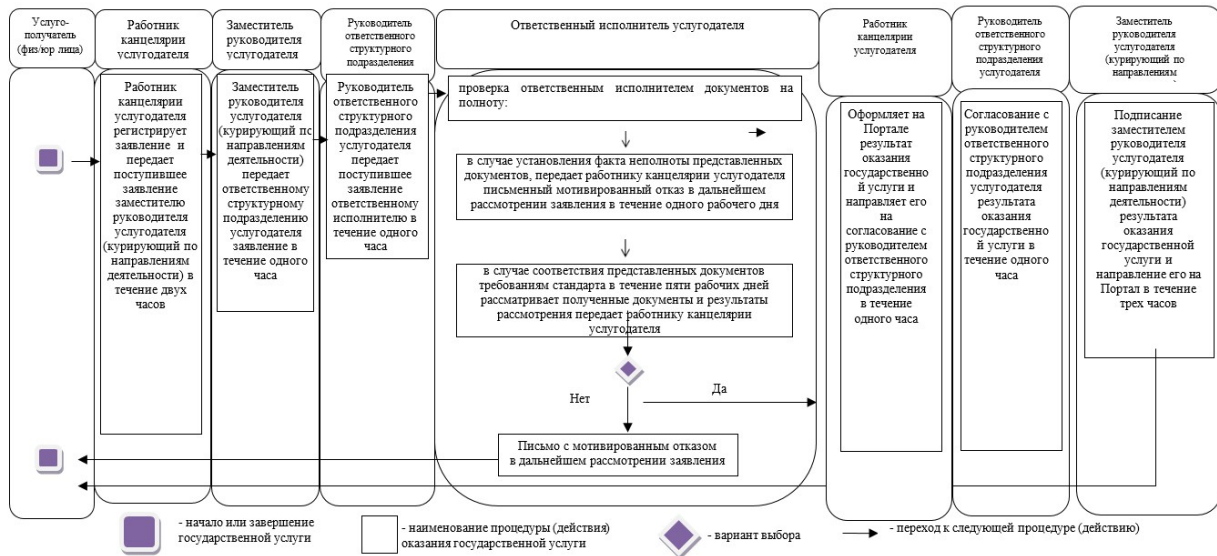 Услуго-
получатель
(физ/юр лица)
Работник
канцелярии
услугодателя
Заместитель
руководителя
услугодателя
Руководитель
ответственного
структурного
подразделения
Ответственный исполнитель услугодателя
Работник
канцелярии
услугодателя
Руководитель
ответственного
структурного
подразделения
услугодателя
Заместитель
руководителя
услугодателя
(курирующий по
направлениям
Работник
канцелярии
услугодателя
регистрирует
заявление и
передает
поступившее
заявление
заместителю
руководителя
услугодателя
(курирующий по
направлениям
деятельности) в
течение двух
часов
Заместитель
руководителя
услугодателя
(курирующий по
направлениям
деятельности)
передает
ответственному
структурному
подразделению
услугодателя
заявление в
течение одного
часа
Руководитель
ответственного
структурного
подразделения
услугодателя
передает
поступившее
заявление
ответственному
исполнителю в
течение одного
часа
проверка ответственным исполнителем документов на
полноту:
в случае установления факта неполноты представленных
документов, передает работнику канцелярии услугодателя
письменный мотивированный отказ в дальнейшем
рассмотрении заявления в течение одного рабочего дня
в случае соответствия представленных документов
требованиям стандарта в течение пяти рабочих дней
рассматривает полученные документы и результаты
рассмотрения передает работнику канцелярии
услугодателя
Нет
Да
Письмо с мотивированным отказом
в дальнейшем рассмотрении заявления
Оформляет на
Портале
результат
оказания
государственно
й услуги и
направляет его
на
согласование с
руководителем
ответственного
структурного
подразделения
в течение
одного часа
Согласование с
руководителем
ответственного
структурного
подразделения
услугодателя
результата
оказания
государственно
й услуги в
течение одного
часа
Подписание
заместителем
руководителя
услугодателя
(курирующий по
направлениям
деятельности)
результата
оказания
государственной
услуги и
направление его на
Портал в течение
трех часов
- начало или завершение
государственной услуги
- наименование процедуры (действия)
оказания государственной услуги
- вариант выбора
- переход к следующей процедуре (действию)